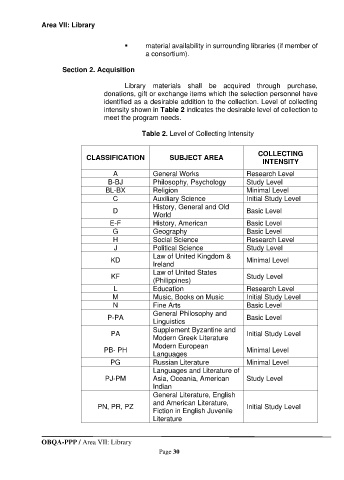 Area VII: Library
▪ material availability in surrounding libraries (if member of
a consortium).
Section 2. Acquisition
Library materials shall be acquired through purchase,
donations, gift or exchange items which the selection personnel have
identified as a desirable addition to the collection. Level of collecting
intensity shown in Table 2 indicates the desirable level of collection to
meet the program needs.
Table 2. Level of Collecting Intensity
CLASSIFICATION SUBJECT AREA COLLECTING
INTENSITY
A General Works Research Level
B-BJ Philosophy, Psychology Study Level
BL-BX Religion Minimal Level
C Auxiliary Science Initial Study Level
D History, General and Old
World Basic Level
E-F History, American Basic Level
G Geography Basic Level
H Social Science Research Level
J Political Science Study Level
KD Law of United Kingdom &
Ireland Minimal Level
KF Law of United States
(Philippines) Study Level
L Education Research Level
M Music, Books on Music Initial Study Level
N Fine Arts Basic Level
P-PA General Philosophy and
Linguistics Basic Level
PA Supplement Byzantine and
Modern Greek Literature Initial Study Level
PB- PH Modern European
Languages Minimal Level
PG Russian Literature Minimal Level
PJ-PM Languages and Literature of
Asia, Oceania, American
Indian Study Level
PN, PR, PZ General Literature, English
and American Literature,
Fiction in English Juvenile
Literature Initial Study Level
OBQA-PPP / Area VII: Library
Page 30